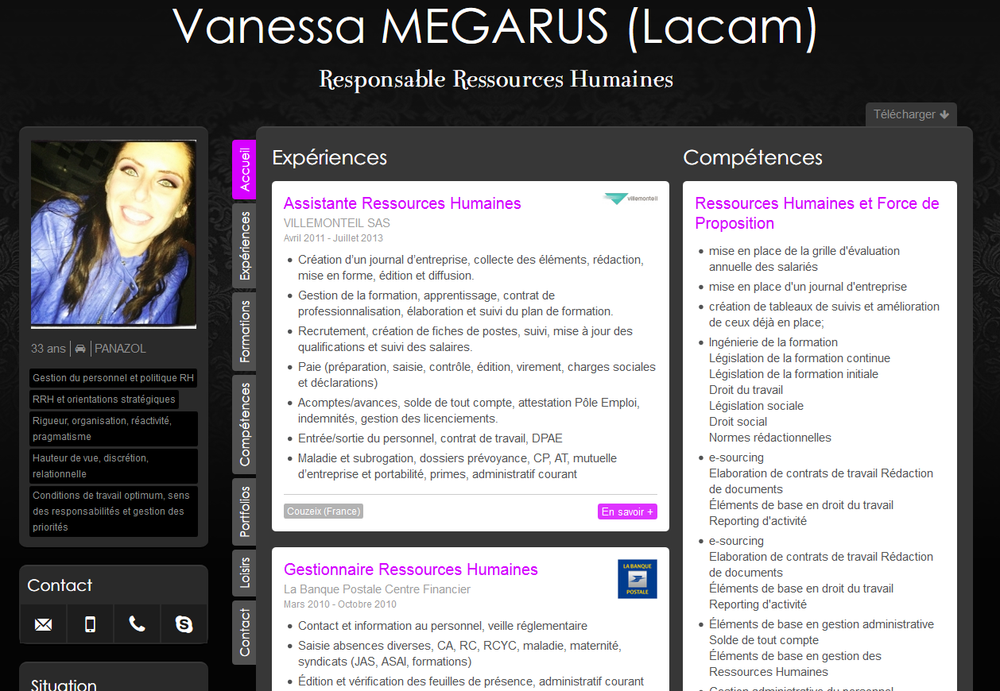 Vanessa MEGARUS (Lacam)
Responsable Ressources Humaines
Télécharger
33 ans
PANAZOL
Gestion du personnel et politique RH
RRH et orientations stratégiques
Rigueur, organisation, réactivité,
pragmatisme
Hauteur de vue, discrétion,
relationnelle
Conditions de travail optimum, sens
des responsabilités et gestion des
priorités
Contact
Situation
Accueil
Expériences
Formations
Compétences
Portfolios
Loisirs
Contact
Expériences
Assistante Ressources Humaines
villemonteil
VILLEMONTEIL SAS
Avril 2011 - Juillet 2013
• Création d'un journal d'entreprise, collecte des éléments, rédaction,
mise en forme, édition et diffusion.
• Gestion de la formation, apprentissage, contrat de
professionnalisation, élaboration et suivi du plan de formation.
• Recrutement, création de fiches de postes, suivi, mise à jour des
qualifications et suivi des salaires.
• Paie (préparation, saisie, contrôle, édition, virement, charges sociales
et déclarations)
• Acomptes/avances, solde de tout compte, attestation Pôle Emploi,
indemnités, gestion des licenciements.
• Entrée/sortie du personnel, contrat de travail, DPAE
• Maladie et subrogation, dossiers prévoyance, CP, AT, mutuelle
d'entreprise et portabilité, primes, administratif courant
Couzeix (France)
En savoir +
Gestionnaire Ressources Humaines
LA BANQUE
POSTALE
La Banque Postale Centre Financier
Mars 2010 - Octobre 2010
• Contact et information au personnel, veille réglementaire
• Saisie absences diverses, CA, RC, RCYC, maladie, maternité,
syndicats (JAS, ASAI, formations)
• Édition et vérification des feuilles de présence, administratif courant
Compétences
Ressources Humaines et Force de
Proposition
• mise en place de la grille d'évaluation
annuelle des salariés
• mise en place d'un journal d'entreprise
• création de tableaux de suivis et amélioration
de ceux déjà en place;
• Ingénierie de la formation
Législation de la formation continue
Législation de la formation initiale
Droit du travail
Législation sociale
Droit social
Normes rédactionnelles
• e-sourcing
Elaboration de contrats de travail Rédaction
de documents
Éléments de base en droit du travail
Reporting d'activité
• e-sourcing
Elaboration de contrats de travail Rédaction
de documents
Éléments de base en droit du travail
Reporting d'activité
• Éléments de base en gestion administrative
Solde de tout compte
Éléments de base en gestion des
Ressources Humaines
• Gestion administrative du personnel